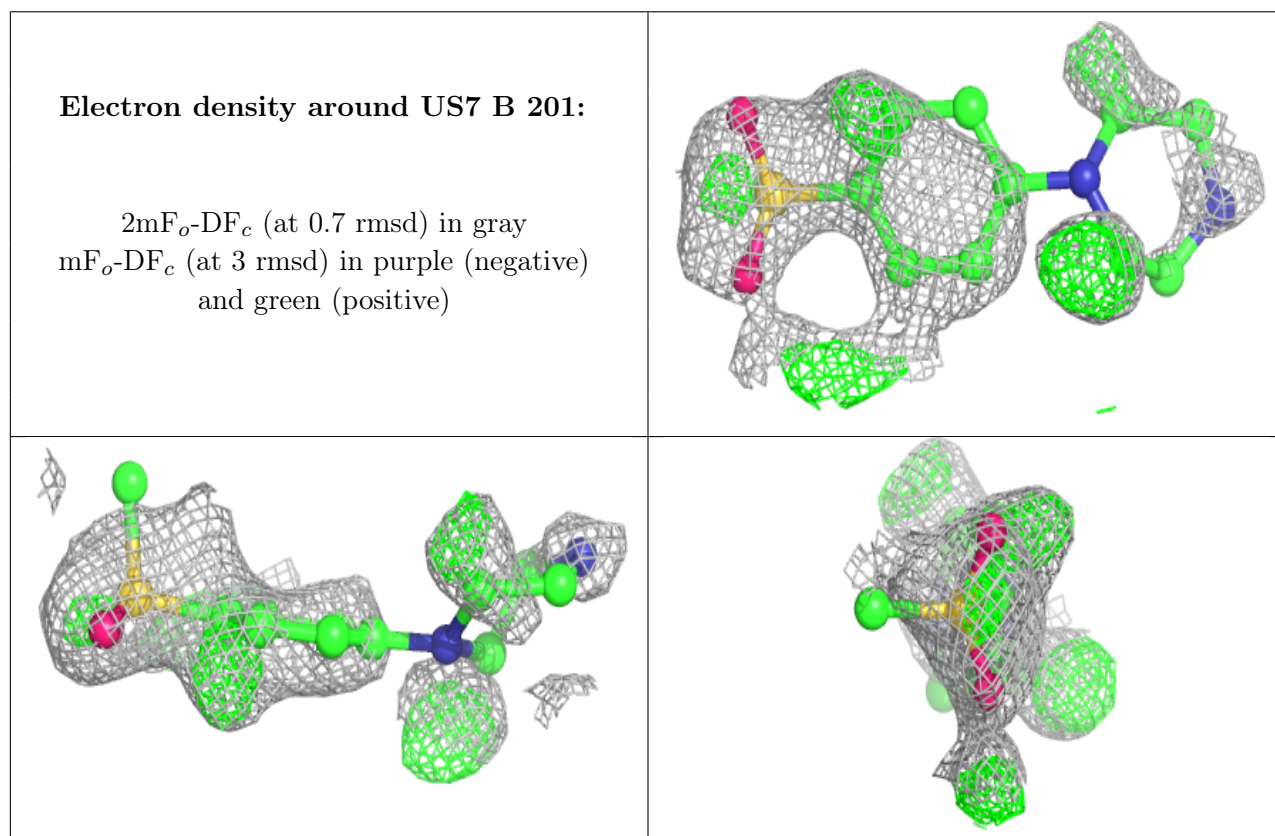 Electron density around US7 B 201:
2mFo-DFc (at 0.7 rmsd) in gray
mFo-DFc (at 3 rmsd) in purple (negative)
and green (positive)